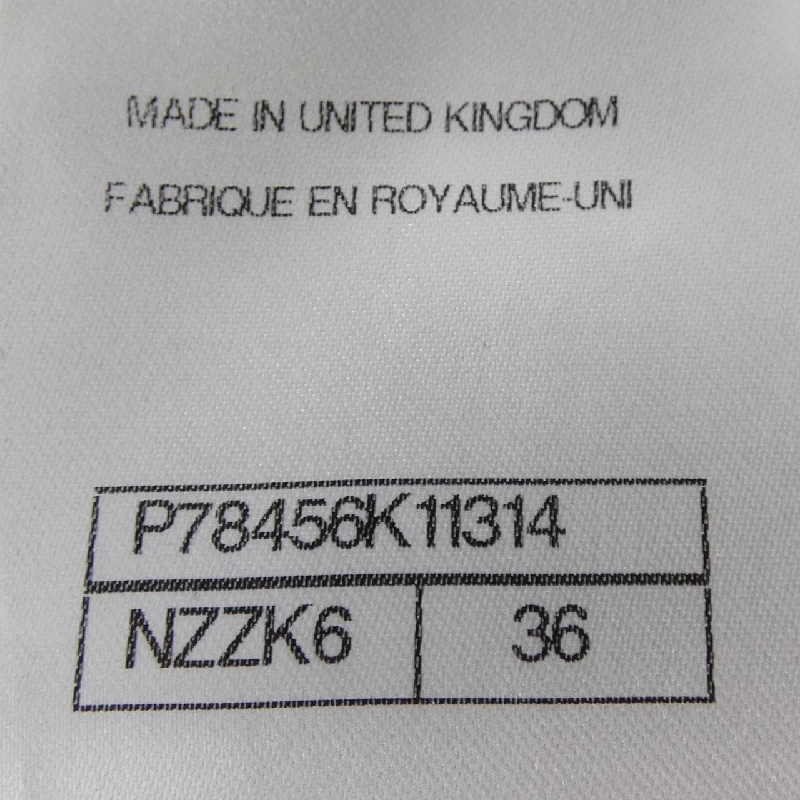 MADE IN UNITED KINGDOM
FABRIQUE EN ROYAUME-UNI
P78456K11314
NZZK6 36